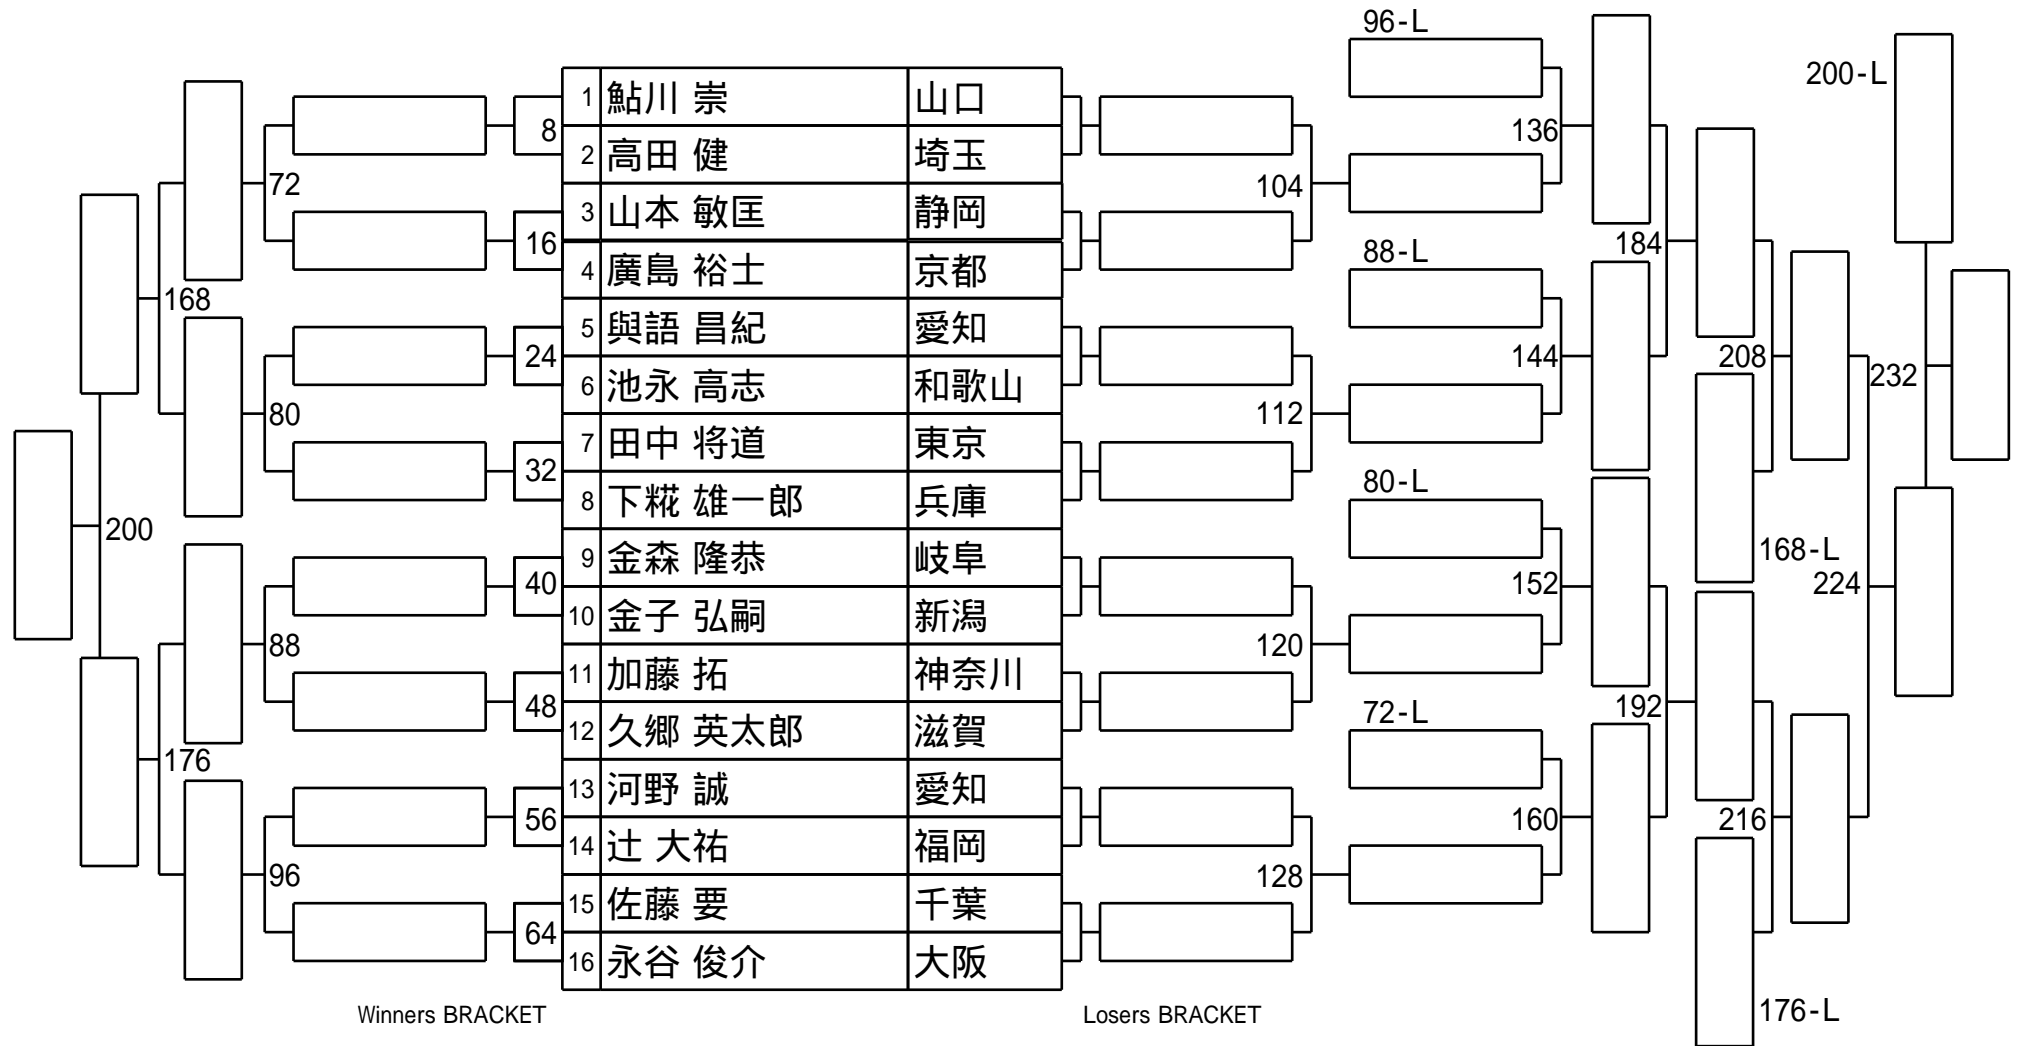 96-L
200-L
1 鮎川 崇 山口
8
136
2 高田 健 埼玉
72
104
3 山本 敏匡 静岡
16
184
88-L
4 廣島 裕士 京都
168
5 與語 昌紀 愛知
24
144
208
232
6 池永 高志 和歌山
80
112
7 田中 将道 東京
32
80-L
8 下糀 雄一郎 兵庫
200
168-L
9 金森 隆恭 岐阜
40
152
224
10 金子 弘嗣 新潟
88
120
11 加藤 拓 神奈川
48
192
72-L
12 久郷 英太郎 滋賀
176
13 河野 誠 愛知
56
160
216
14 辻 大祐 福岡
96
128
15 佐藤 要 千葉
64
16 永谷 俊介 大阪
Winners BRACKET
Losers BRACKET
176-L